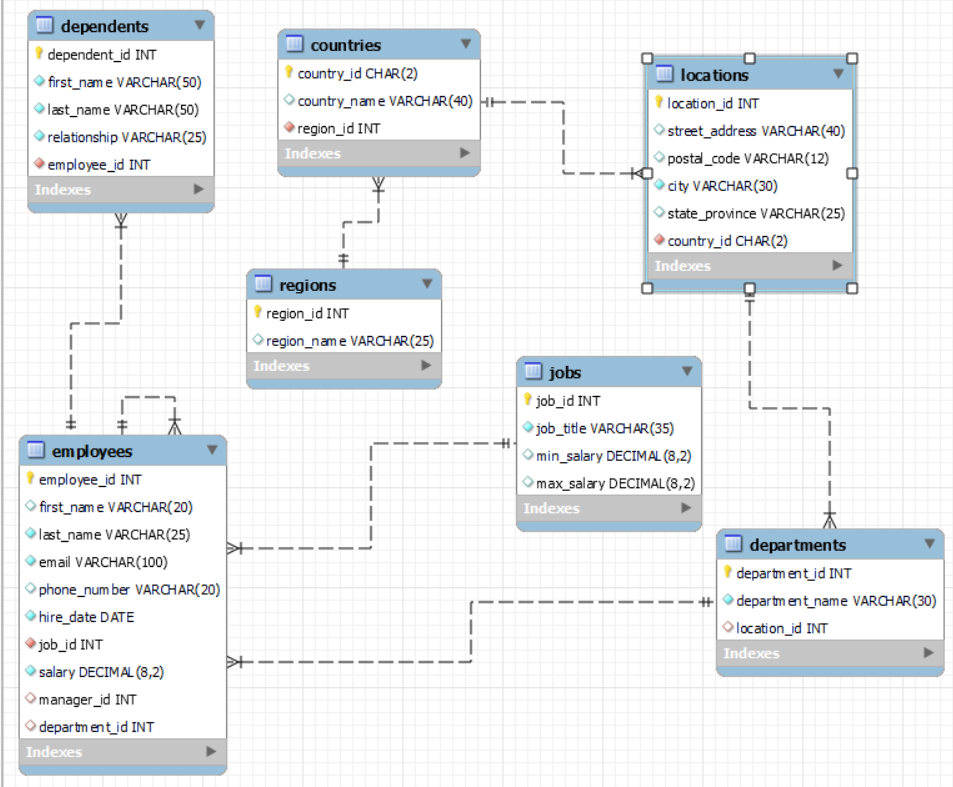 dependents
dependent_id INT
first_name VARCHAR(50)
last_name VARCHAR(50)
relationship VARCHAR(25)
employee_id INT
Indexes
countries
country_id CHAR(2)
country_name VARCHAR(40)
region_id INT
Indexes
locations
location_id INT
street_address VARCHAR(40)
postal_code VARCHAR(12)
city VARCHAR(30)
state_province VARCHAR(25)
country_id CHAR(2)
Indexes
regions
region_id INT
region_name VARCHAR(25)
Indexes
jobs
job_id INT
job_title VARCHAR(35)
min_salary DECIMAL(8,2)
max_salary DECIMAL(8,2)
Indexes
employees
employee_id INT
first_name VARCHAR(20)
last_name VARCHAR(25)
email VARCHAR(100)
phone_number VARCHAR(20)
hire_date DATE
job_id INT
salary DECIMAL(8,2)
manager_id INT
department_id INT
Indexes
departments
department_id INT
department_name VARCHAR(30)
location_id INT
Indexes